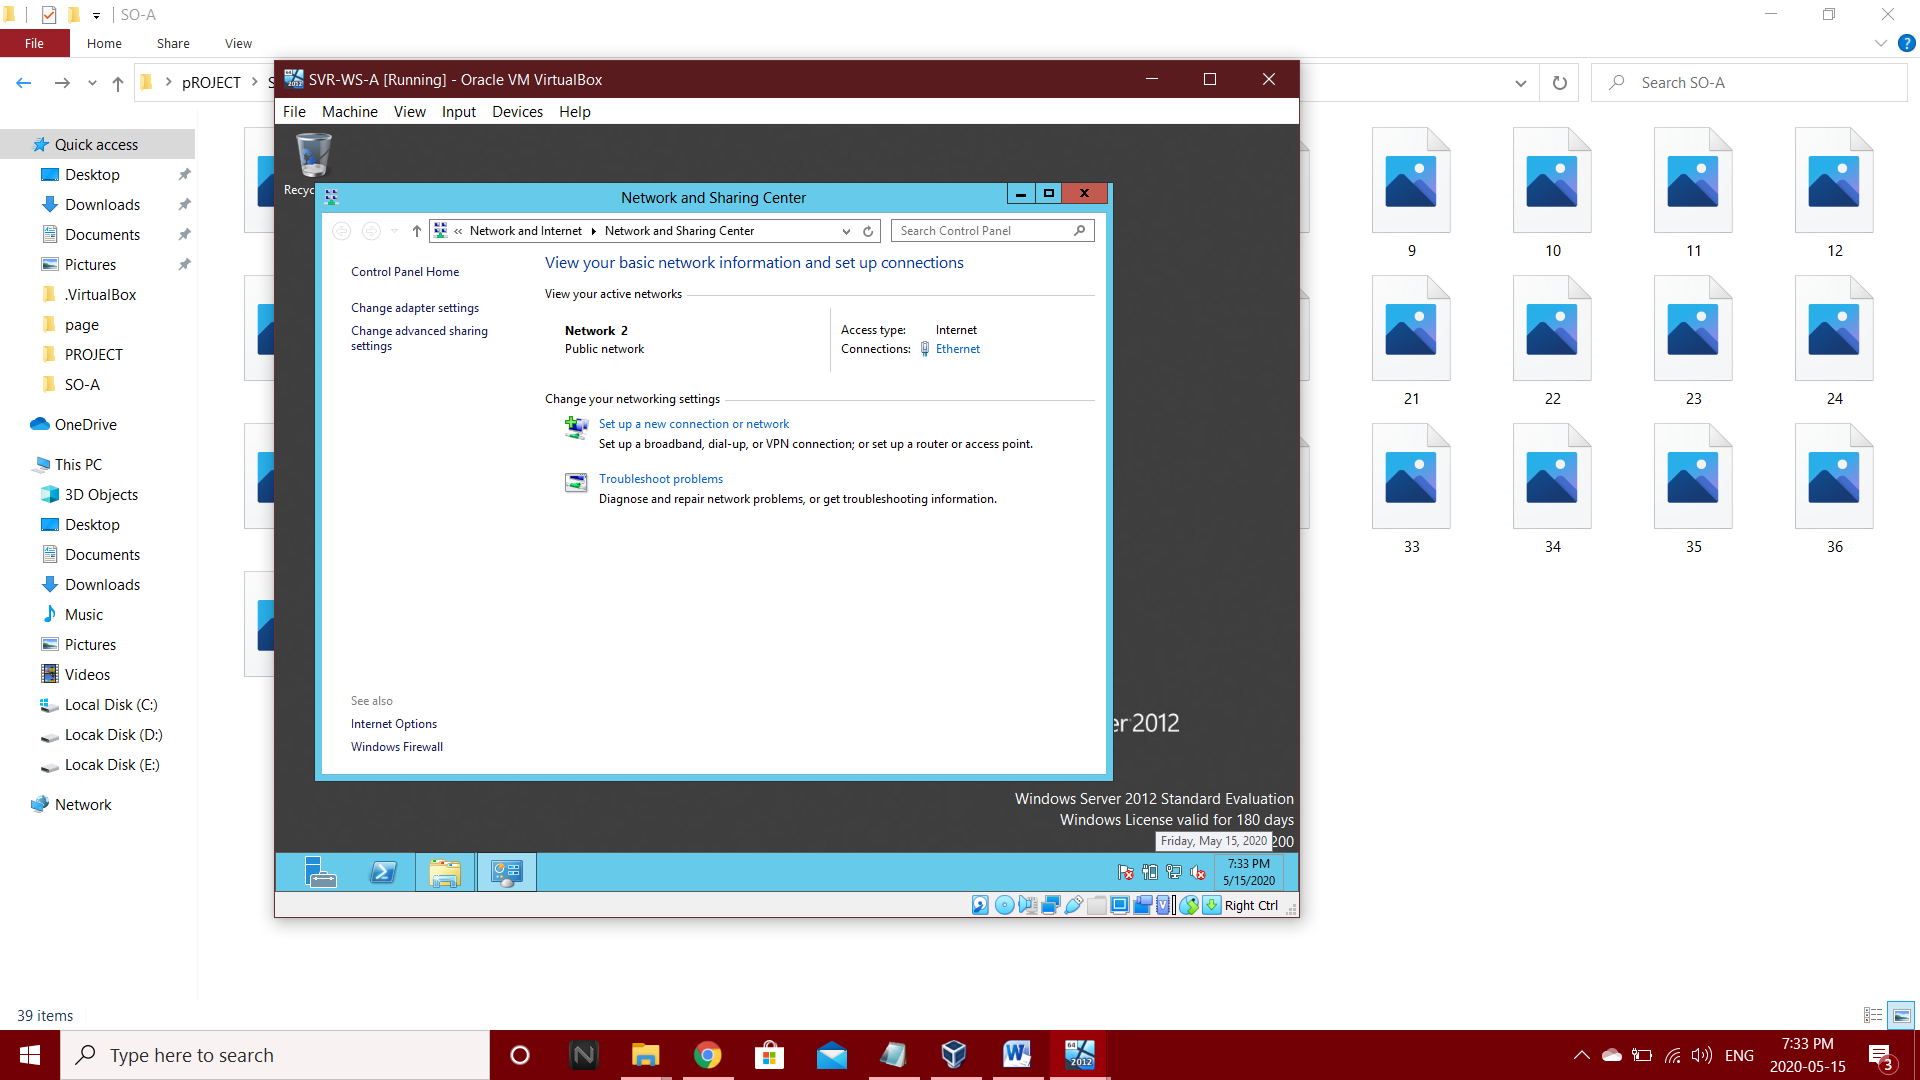 SO-A
File Home Share View
pROJECT
Search SO-A
Quick access
Desktop
Downloads
Documents
Pictures
.VirtualBox
page
PROJECT
SO-A
OneDrive
This PC
3D Objects
Desktop
Documents
Downloads
Music
Pictures
Videos
Local Disk (C:)
Locak Disk (D:)
Locak Disk (E:)
Network
9 10 11 12
21 22 23 24
33 34 35 36
39 items
SVR-WS-A [Running] - Oracle VM VirtualBox
File Machine View Input Devices Help
Recyc
Network and Sharing Center
« Network and Internet Network and Sharing Center
Search Control Panel
Control Panel Home
Change adapter settings
Change advanced sharing
settings
View your basic network information and set up connections
View your active networks
Network 2
Public network
Access type: Internet
Connections: Ethernet
Change your networking settings
Set up a new connection or network
Set up a broadband, dial-up, or VPN connection; or set up a router or access point.
Troubleshoot problems
Diagnose and repair network problems, or get troubleshooting information.
See also
Internet Options
Windows Firewall
er 2012
Windows Server 2012 Standard Evaluation
Windows License valid for 180 days
Friday, May 15, 2020
200
7:33 PM
5/15/2020
Right Ctrl
Type here to search
ENG
7:33 PM
2020-05-15
3